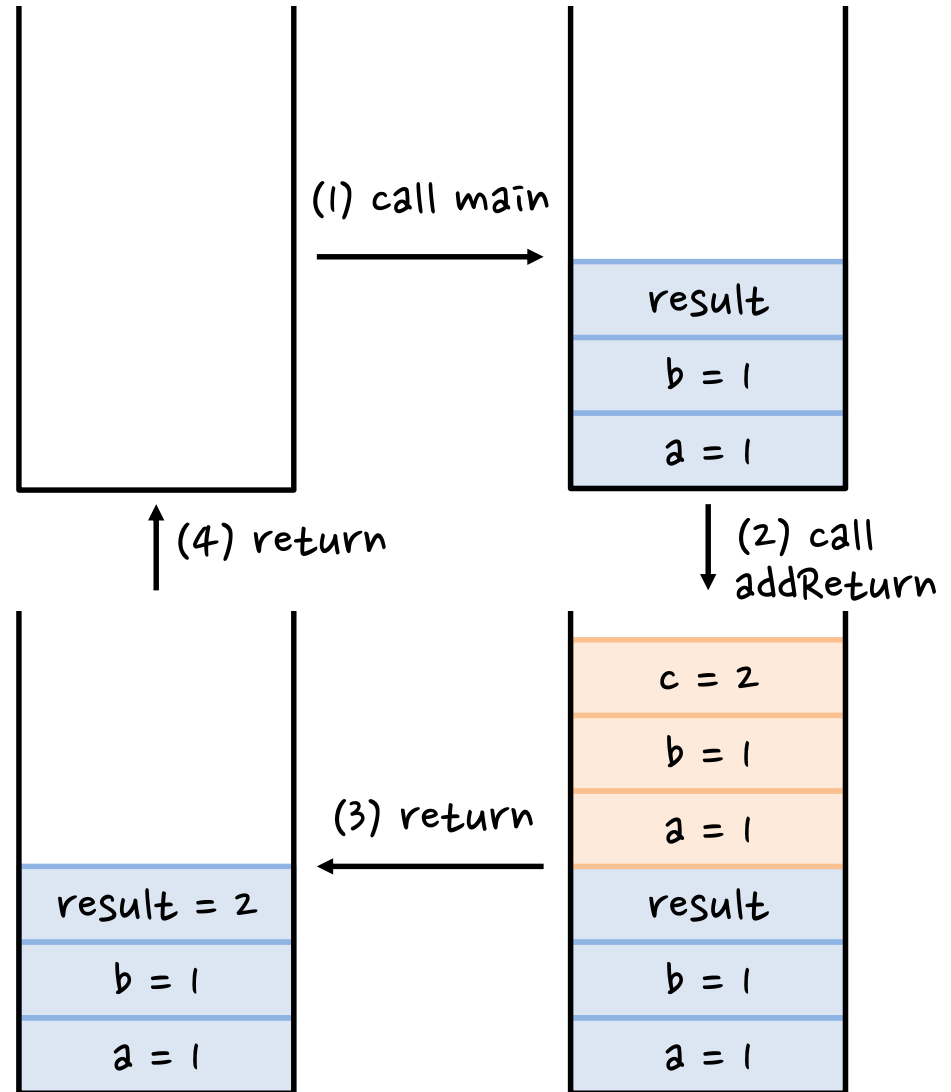 (1) call main
result
b = 1
a = 1
(2) call
addReturn
c = 2
b = 1
a = 1
result
b = 1
a = 1
(3) return
result = 2
b = 1
a = 1
(4) return